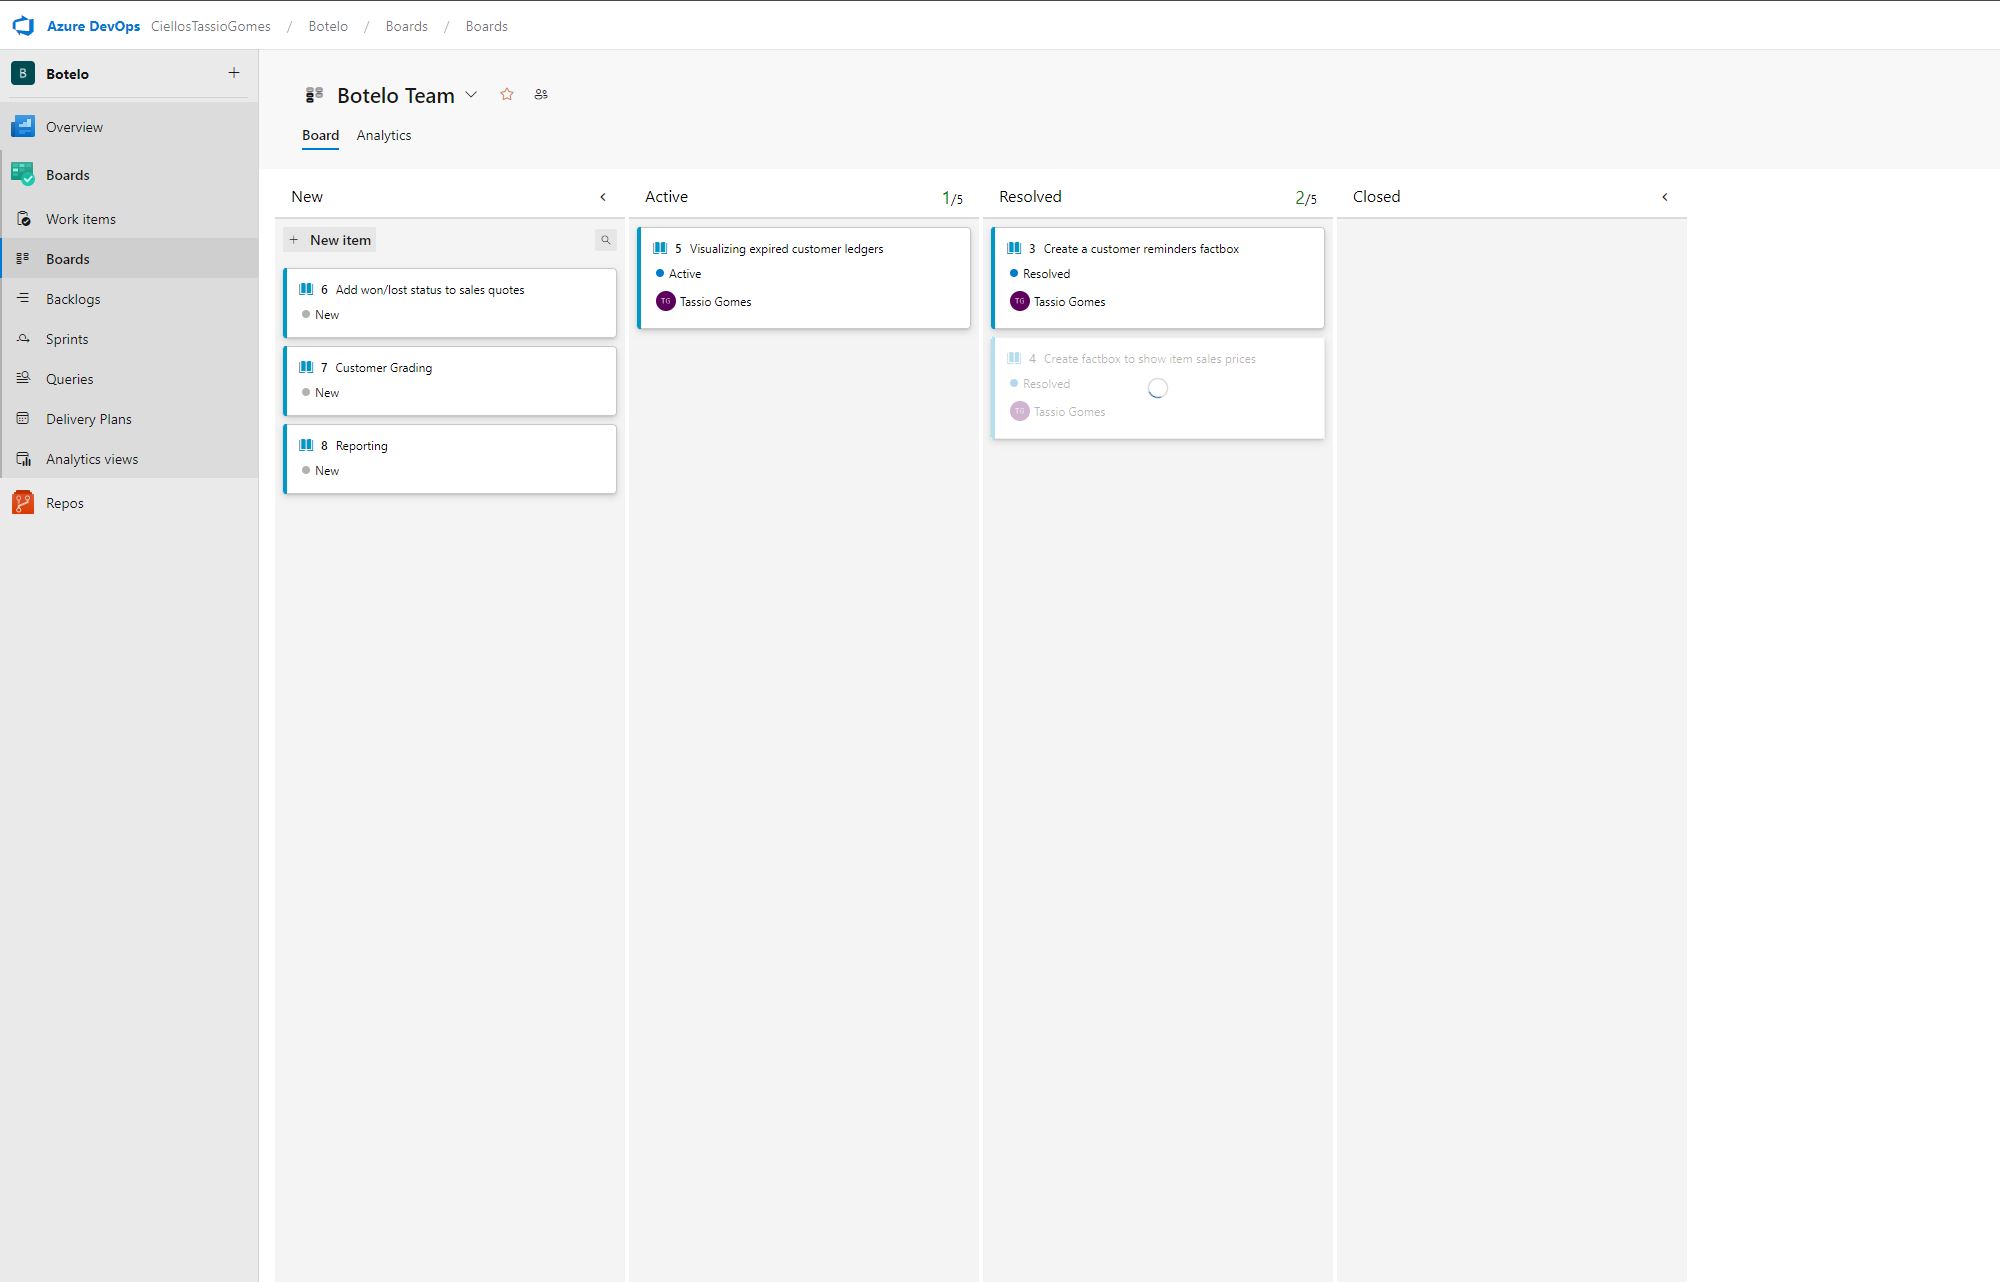 Azure DevOps CiellosTassioGomes / Botelo / Boards / Boards
B Botelo +
Overview
Boards
Work items
Boards
Backlogs
Sprints
Queries
Delivery Plans
Analytics views
Repos
Botelo Team
Board Analytics
New
+ New item
6 Add won/lost status to sales quotes
New
7 Customer Grading
New
8 Reporting
New
Active 1/5
5 Visualizing expired customer ledgers
Active
TG Tassio Gomes
Resolved 2/5
3 Create a customer reminders factbox
Resolved
TG Tassio Gomes
4 Create factbox to show item sales prices
Resolved
TG Tassio Gomes
Closed